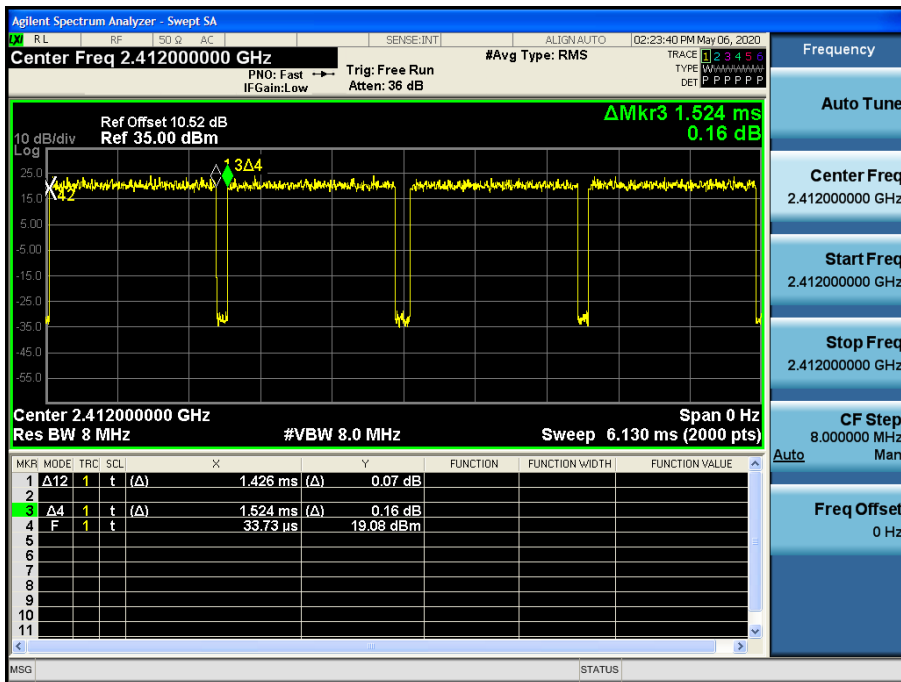 Agilent Spectrum Analyzer - Swept SA
LXI RL RF 50 Ω AC SENSE:INT ALIGN AUTO 02:23:40 PM May 06, 2020
Center Freq 2.412000000 GHz #Avg Type: RMS TRACE 1 2 3 4 5 6
PNO: Fast Trig: Free Run TYPE WWWWWW
IFGain:Low Atten: 36 dB DET P P P P P P
Frequency
Auto Tune
Center Freq
2.412000000 GHz
Start Freq
2.412000000 GHz
Stop Freq
2.412000000 GHz
CF Step
8.000000 MHz
Auto Man
Freq Offset
0 Hz
ΔMkr3 1.524 ms
0.16 dB
Ref Offset 10.52 dB
10 dB/div Ref 35.00 dBm
Log
25.0
15.0
5.00
-5.00
-15.0
-25.0
-35.0
-45.0
-55.0
X42
13Δ4
Center 2.412000000 GHz Span 0 Hz
Res BW 8 MHz #VBW 8.0 MHz Sweep 6.130 ms (2000 pts)
MKR MODE TRC SCL X Y FUNCTION FUNCTION WIDTH FUNCTION VALUE
1 Δ12 1 t (Δ) 1.426 ms (Δ) 0.07 dB
2
3 Δ4 1 t (Δ) 1.524 ms (Δ) 0.16 dB
4 F 1 t 33.73 µs 19.08 dBm
5
6
7
8
9
10
11
MSG STATUS